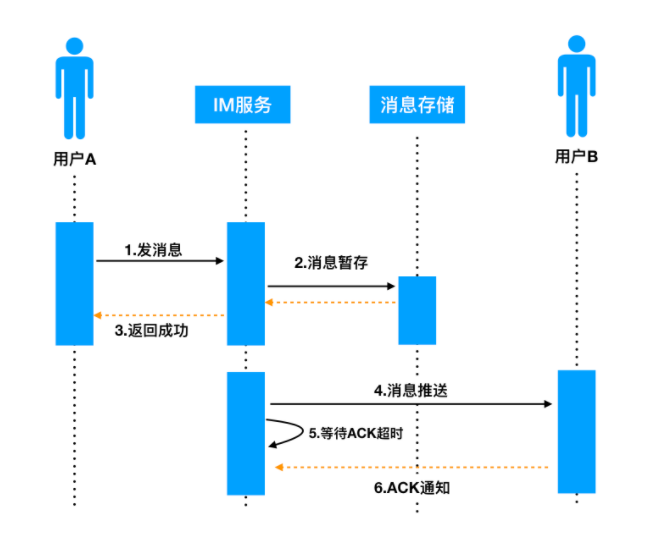 IM服务
消息存储
用户A
用户B
1.发消息
2.消息暂存
3.返回成功
4.消息推送
5.等待ACK超时
6.ACK通知